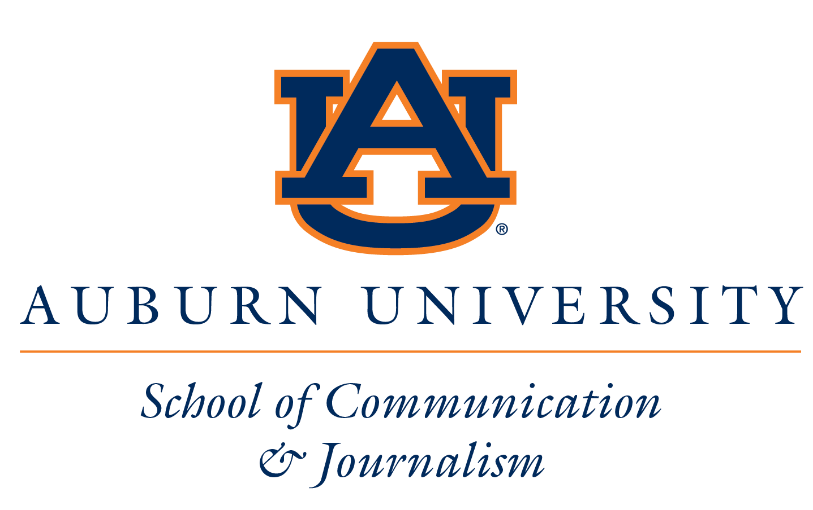 AU®
AUBURN UNIVERSITY
School of Communication
& Journalism